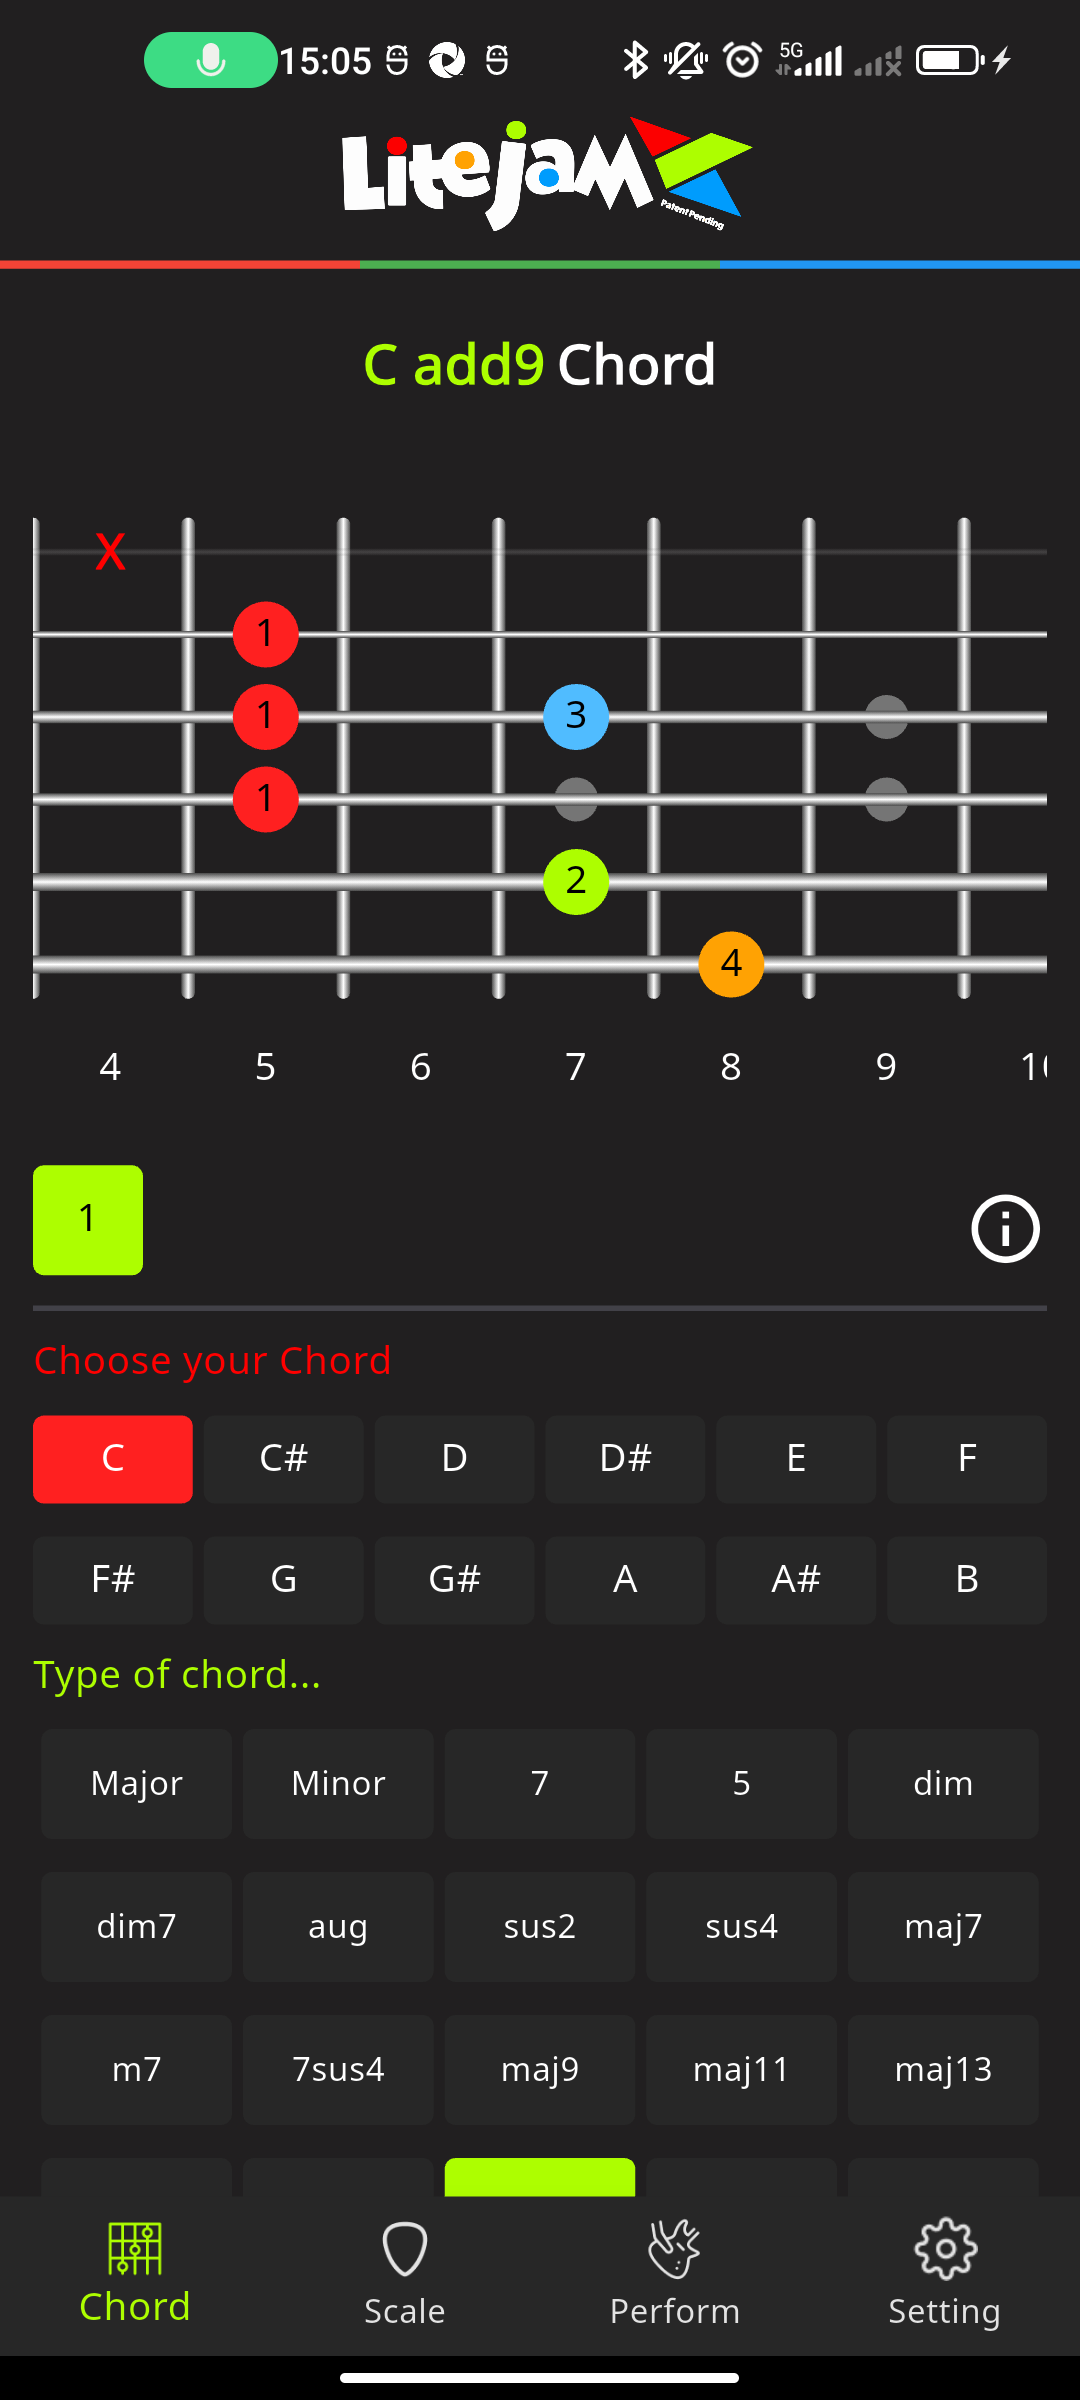 15:05
5G
Litejam
Patent Pending
C add9 Chord
X
1
1 3
1
2
4
4 5 6 7 8 9 10
1
Choose your Chord
C C# D D# E F
F# G G# A A# B
Type of chord...
Major Minor 7 5 dim
dim7 aug sus2 sus4 maj7
m7 7sus4 maj9 maj11 maj13
Chord Scale Perform Setting